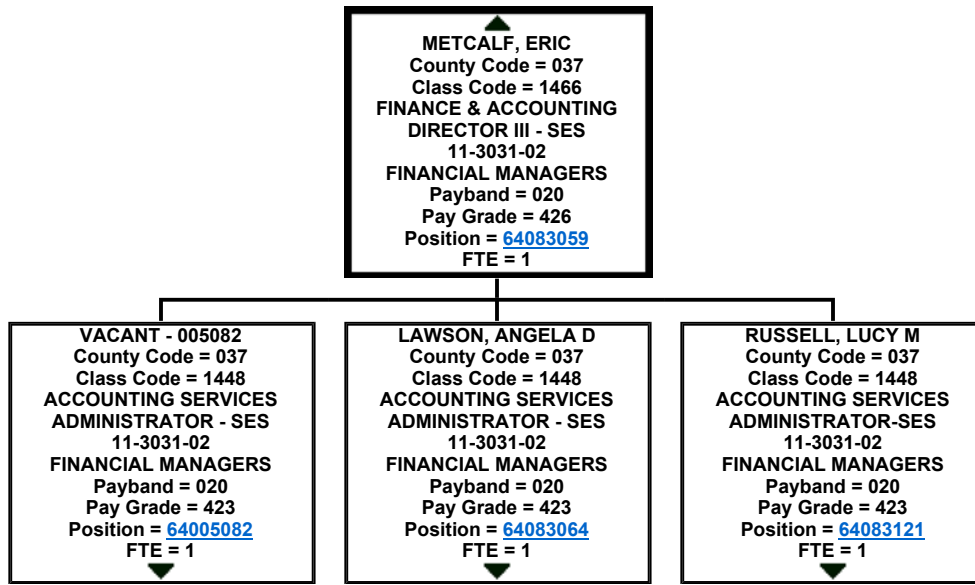 METCALF, ERIC
County Code = 037
Class Code = 1466
FINANCE & ACCOUNTING
DIRECTOR III - SES
11-3031-02
FINANCIAL MANAGERS
Payband = 020
Pay Grade = 426
Position = 64083059
FTE = 1
VACANT - 005082
County Code = 037
Class Code = 1448
ACCOUNTING SERVICES
ADMINISTRATOR - SES
11-3031-02
FINANCIAL MANAGERS
Payband = 020
Pay Grade = 423
Position = 64005082
FTE = 1
LAWSON, ANGELA D
County Code = 037
Class Code = 1448
ACCOUNTING SERVICES
ADMINISTRATOR - SES
11-3031-02
FINANCIAL MANAGERS
Payband = 020
Pay Grade = 423
Position = 64083064
FTE = 1
RUSSELL, LUCY M
County Code = 037
Class Code = 1448
ACCOUNTING SERVICES
ADMINISTRATOR-SES
11-3031-02
FINANCIAL MANAGERS
Payband = 020
Pay Grade = 423
Position = 64083121
FTE = 1